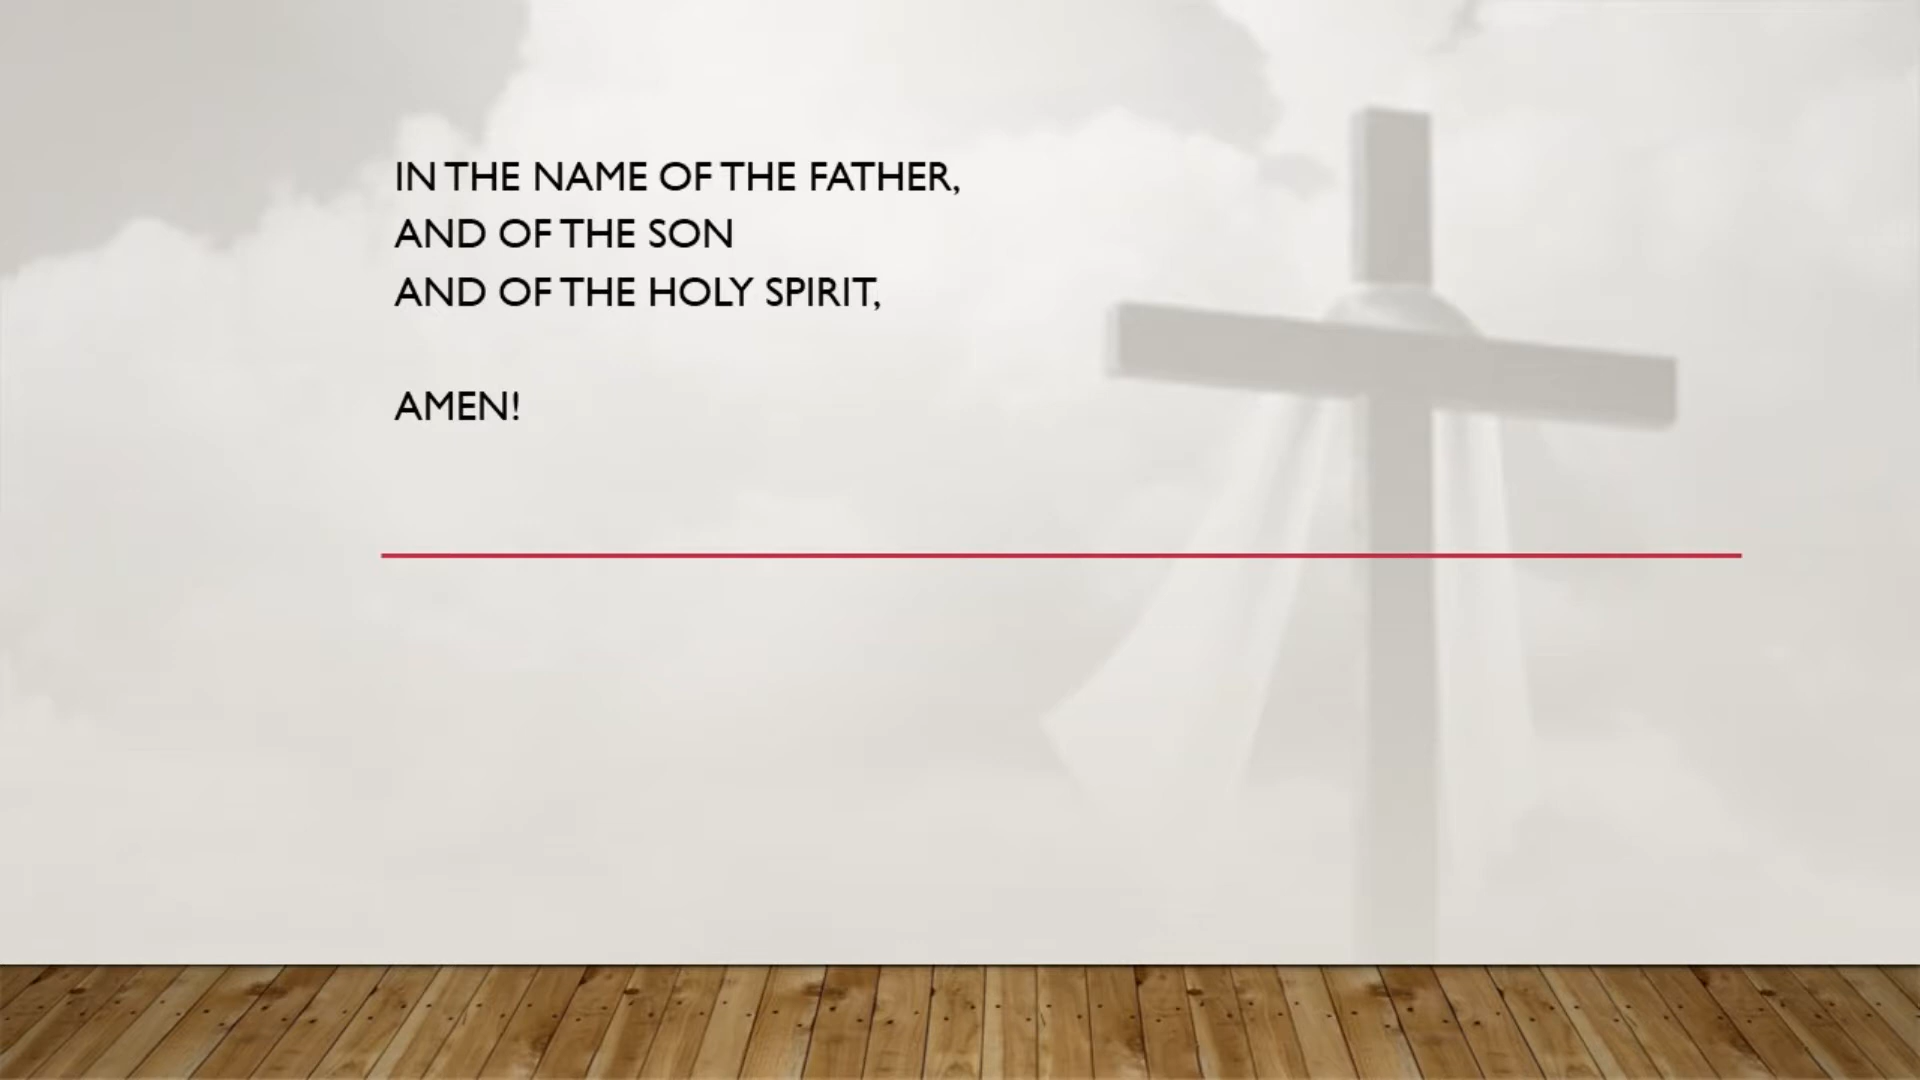 IN THE NAME OF THE FATHER,
AND OF THE SON
AND OF THE HOLY SPIRIT,
AMEN!